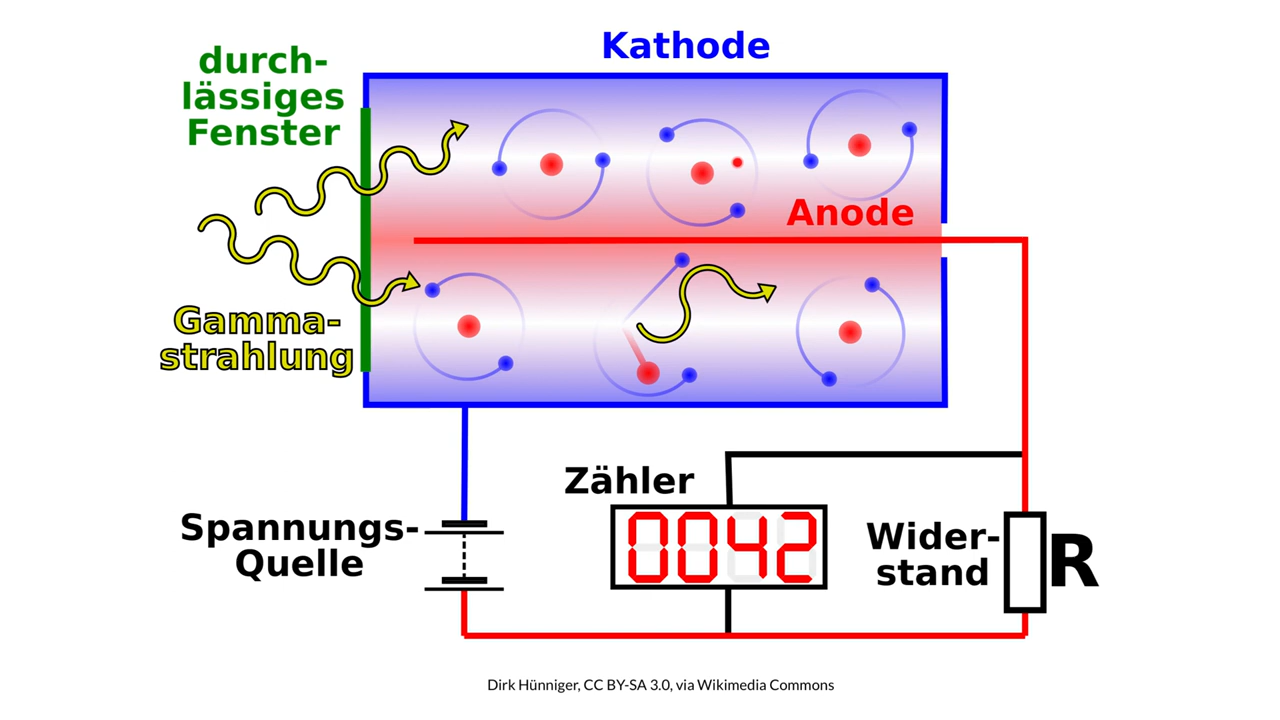 Kathode
durch-
lässiges
Fenster
Anode
Gamma-
strahlung
Zähler
Spannungs-
Quelle
0042
Wider-
stand
R
Dirk Hünniger, CC BY-SA 3.0, via Wikimedia Commons